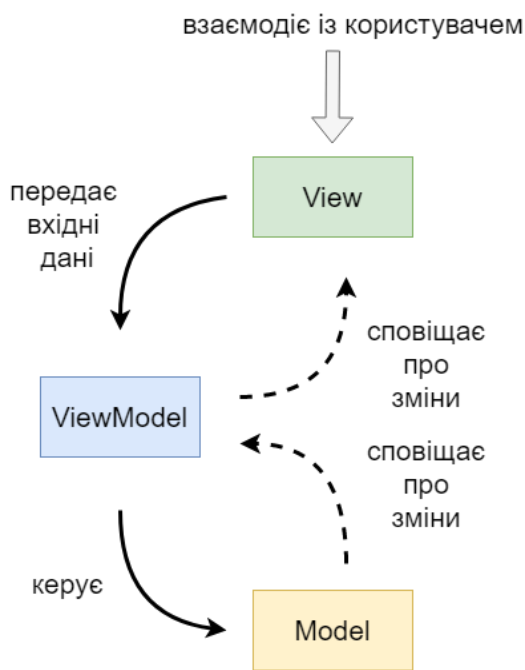 взаємодіє із користувачем
View
передає
вхідні
дані
сповіщає
про
зміни
ViewModel
сповіщає
про
зміни
керує
Model